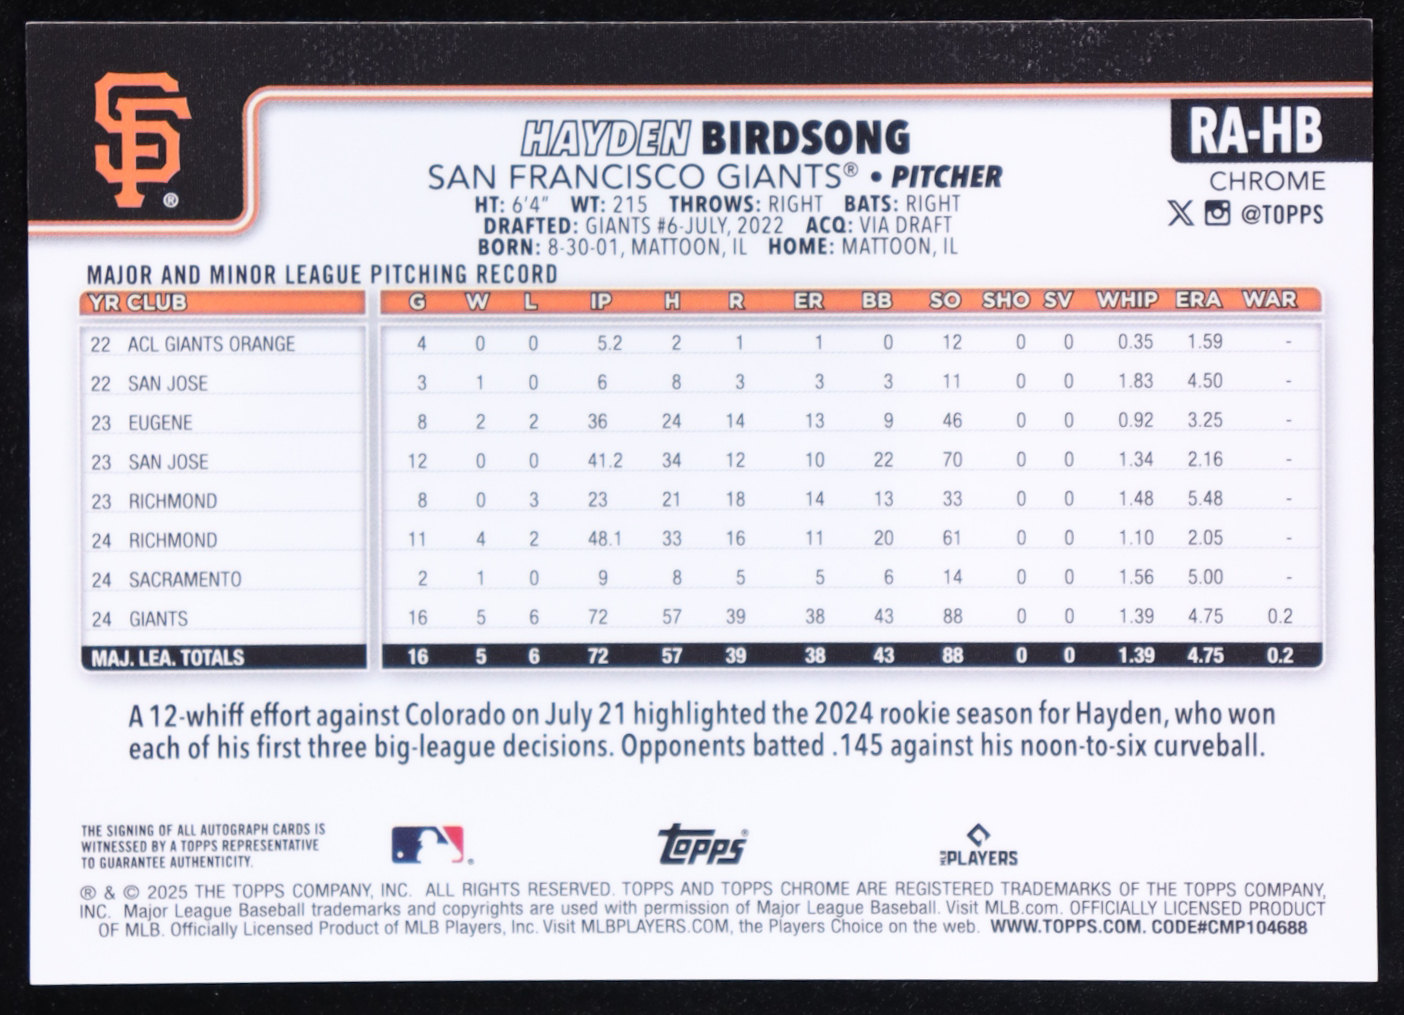 SF ®
HAYDEN BIRDSONG
SAN FRANCISCO GIANTS® • PITCHER
HT: 6'4" WT: 215 THROWS: RIGHT BATS: RIGHT
DRAFTED: GIANTS #6-JULY, 2022 ACQ: VIA DRAFT
BORN: 8-30-01, MATTOON, IL HOME: MATTOON, IL
RA-HB
CHROME
@TOPPS
MAJOR AND MINOR LEAGUE PITCHING RECORD
YR CLUB G W L IP H R ER BB SO SHO SV WHIP ERA WAR
22 ACL GIANTS ORANGE 4 0 0 5.2 2 1 1 0 12 0 0 0.35 1.59 -
22 SAN JOSE 3 1 0 6 8 3 3 3 11 0 0 1.83 4.50 -
23 EUGENE 8 2 2 36 24 14 13 9 46 0 0 0.92 3.25 -
23 SAN JOSE 12 0 0 41.2 34 12 10 22 70 0 0 1.34 2.16 -
23 RICHMOND 8 0 3 23 21 18 14 13 33 0 0 1.48 5.48 -
24 RICHMOND 11 4 2 48.1 33 16 11 20 61 0 0 1.10 2.05 -
24 SACRAMENTO 2 1 0 9 8 5 5 6 14 0 0 1.56 5.00 -
24 GIANTS 16 5 6 72 57 39 38 43 88 0 0 1.39 4.75 0.2
MAJ. LEA. TOTALS 16 5 6 72 57 39 38 43 88 0 0 1.39 4.75 0.2
A 12-whiff effort against Colorado on July 21 highlighted the 2024 rookie season for Hayden, who won
each of his first three big-league decisions. Opponents batted .145 against his noon-to-six curveball.
THE SIGNING OF ALL AUTOGRAPH CARDS IS
WITNESSED BY A TOPPS REPRESENTATIVE
TO GUARANTEE AUTHENTICITY.
Topps®
MLB PLAYERS
® & © 2025 THE TOPPS COMPANY, INC. ALL RIGHTS RESERVED. TOPPS AND TOPPS CHROME ARE REGISTERED TRADEMARKS OF THE TOPPS COMPANY,
INC. Major League Baseball trademarks and copyrights are used with permission of Major League Baseball. Visit MLB.com. OFFICIALLY LICENSED PRODUCT
OF MLB. Officially Licensed Product of MLB Players, Inc. Visit MLBPLAYERS.COM, the Players Choice on the web. WWW.TOPPS.COM. CODE#CMP104688